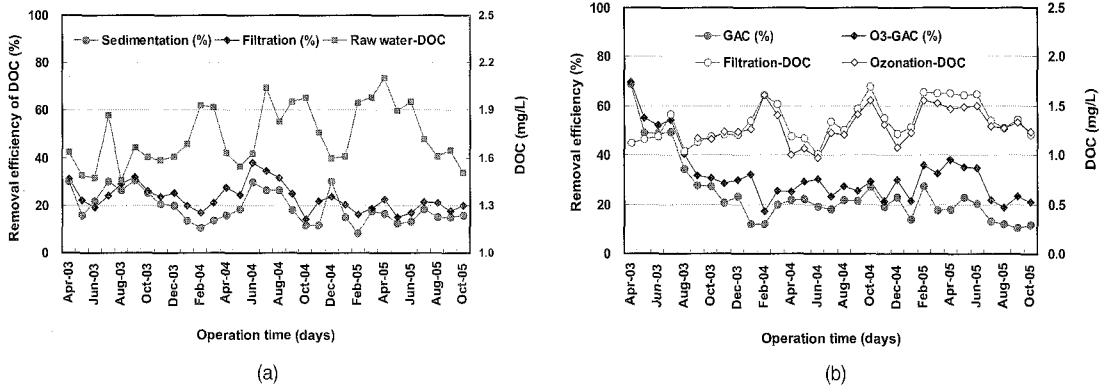 (a)
100
80
60
40
20
0
Removal efficiency of DOC (%)
Sedimentation (%) Filtration (%) Raw water-DOC
2.5
2.2
1.9
1.6
1.3
1.0
DOC (mg/L)
Apr-03
Jun-03
Aug-03
Oct-03
Dec-03
Feb-04
Apr-04
Jun-04
Aug-04
Oct-04
Dec-04
Feb-05
Apr-05
Jun-05
Aug-05
Oct-05
Operation time (days)
(a)
(b)
100
80
60
40
20
0
Removal efficiency (%)
GAC (%) O3-GAC (%)
Filtration-DOC Ozonation-DOC
2.5
2.0
1.5
1.0
0.5
0.0
DOC (mg/L)
Apr-03
Jun-03
Aug-03
Oct-03
Dec-03
Feb-04
Apr-04
Jun-04
Aug-04
Oct-04
Dec-04
Feb-05
Apr-05
Jun-05
Aug-05
Oct-05
Operation time (days)
(b)